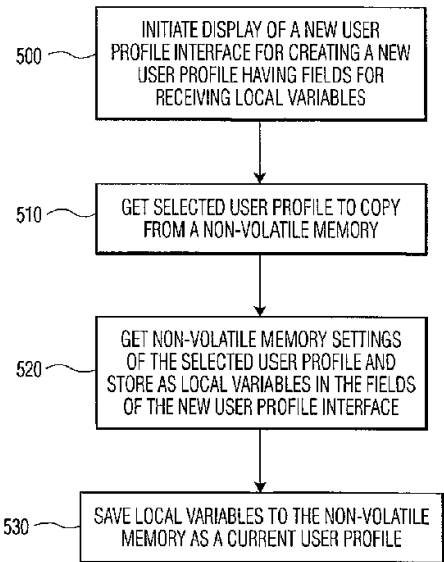 500
INITIATE DISPLAY OF A NEW USER
PROFILE INTERFACE FOR CREATING A NEW
USER PROFILE HAVING FIELDS FOR
RECEIVING LOCAL VARIABLES
510
GET SELECTED USER PROFILE TO COPY
FROM A NON-VOLATILE MEMORY
520
GET NON-VOLATILE MEMORY SETTINGS
OF THE SELECTED USER PROFILE AND
STORE AS LOCAL VARIABLES IN THE FIELDS
OF THE NEW USER PROFILE INTERFACE
530
SAVE LOCAL VARIABLES TO THE NON-VOLATILE
MEMORY AS A CURRENT USER PROFILE